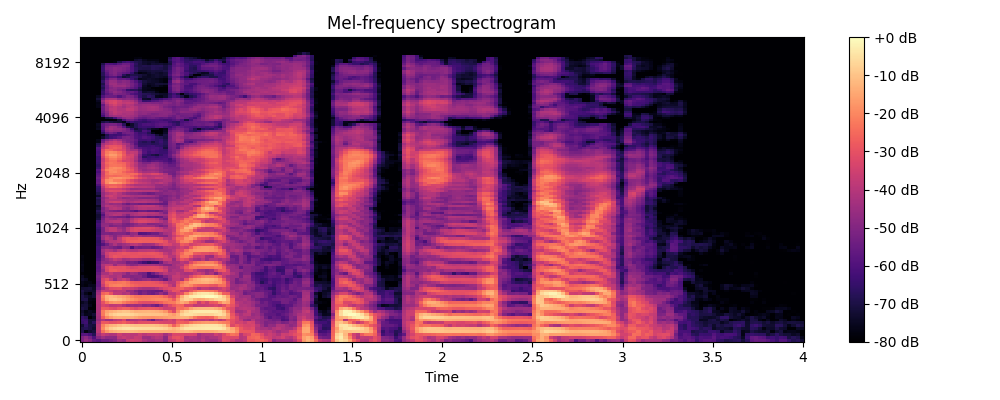 Mel-frequency spectrogram
Hz
8192
4096
2048
1024
512
0
0 0.5 1 1.5 2 2.5 3 3.5 4
Time
+0 dB
-10 dB
-20 dB
-30 dB
-40 dB
-50 dB
-60 dB
-70 dB
-80 dB